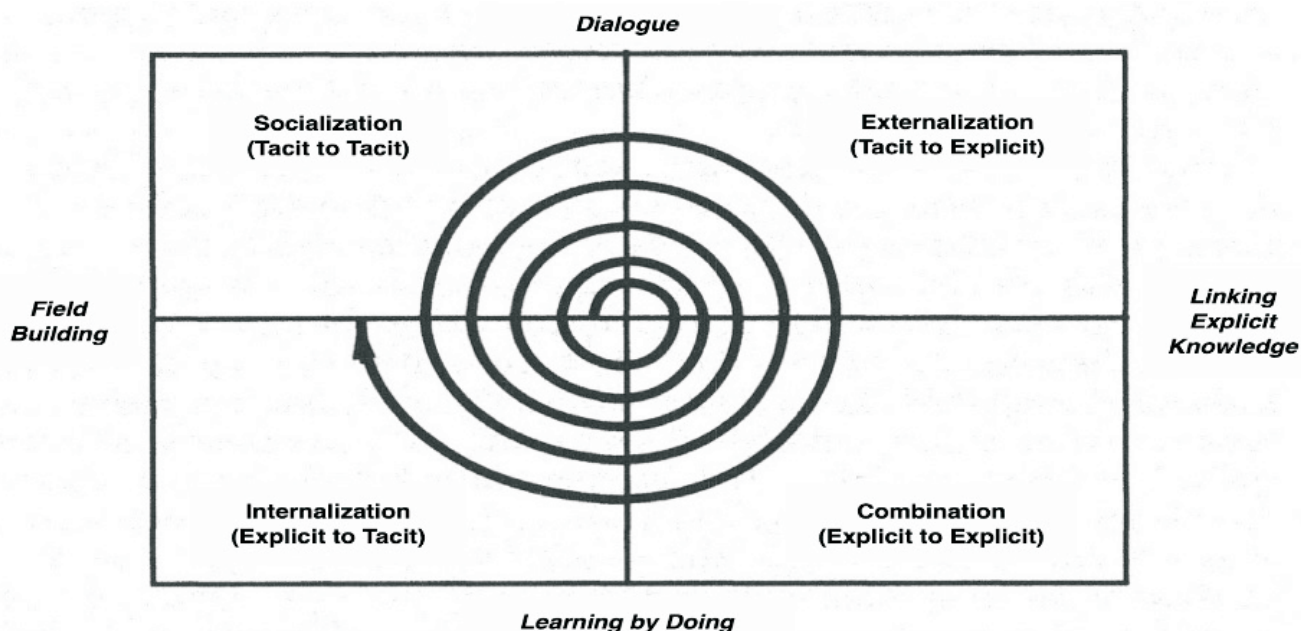 Dialogue
Socialization
(Tacit to Tacit)
Externalization
(Tacit to Explicit)
Field
Building
Linking
Explicit
Knowledge
Internalization
(Explicit to Tacit)
Combination
(Explicit to Explicit)
Learning by Doing